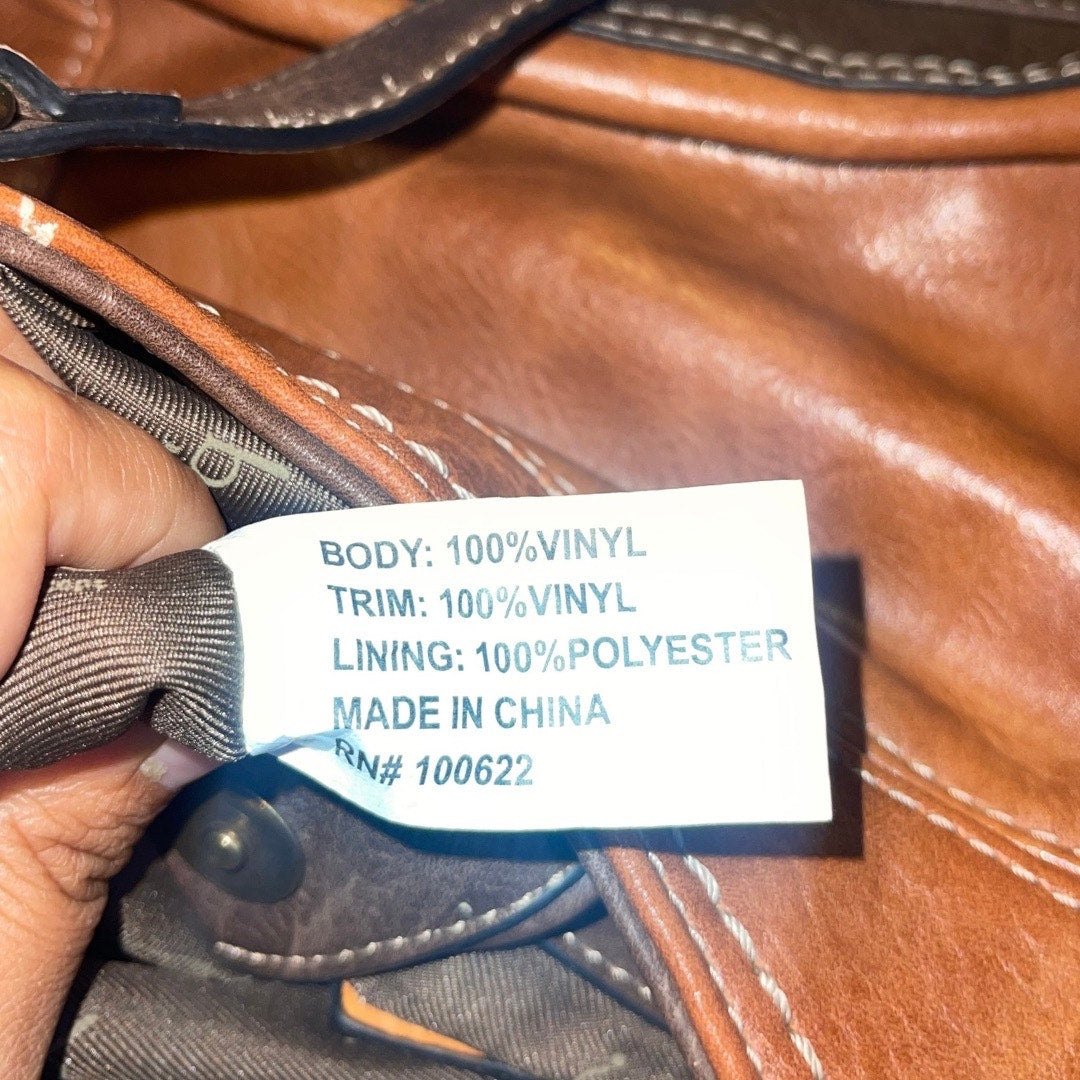 BODY: 100%VINYL
TRIM: 100%VINYL
LINING: 100%POLYESTER
MADE IN CHINA
RN# 100622